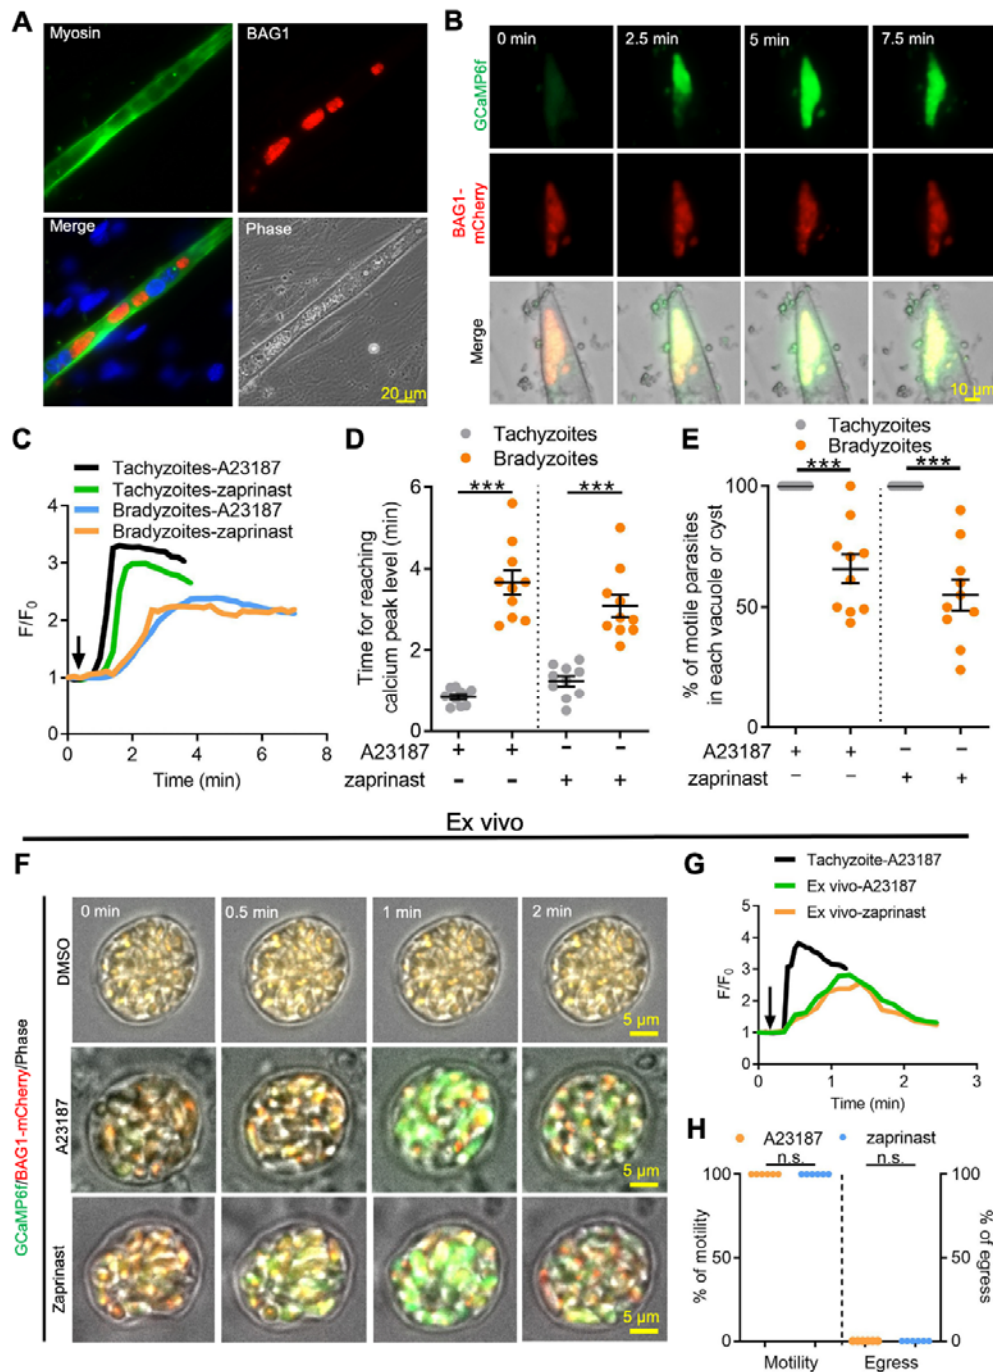 A
Myosin
BAG1
Merge
Phase
20 µm
B
0 min
2.5 min
5 min
7.5 min
GCaMP6f
BAG1-
mCherry
Merge
10 µm
C
Tachyzoites-A23187
Tachyzoites-zaprinast
Bradyzoites-A23187
Bradyzoites-zaprinast
F/F0
4
3
2
1
0
0 2 4 6 8
Time (min)
D
Tachyzoites
Bradyzoites
*** ***
Time for reaching
calcium peak level (min)
6
4
2
0
A23187 + + - -
zaprinast - - + +
E
Tachyzoites
Bradyzoites
*** ***
% of motile parasites
in each vacuole or cyst
100
50
0
A23187 + + - -
zaprinast - - + +
Ex vivo
F
GCaMP6f/BAG1-mCherry/Phase
0 min
0.5 min
1 min
2 min
DMSO
5 µm
A23187
5 µm
Zaprinast
5 µm
G
Tachyzoite-A23187
Ex vivo-A23187
Ex vivo-zaprinast
F/F0
5
4
3
2
1
0
0 1 2 3
Time (min)
H
A23187
zaprinast
n.s. n.s.
% of motility
100
50
0
% of egress
100
50
0
Motility Egress